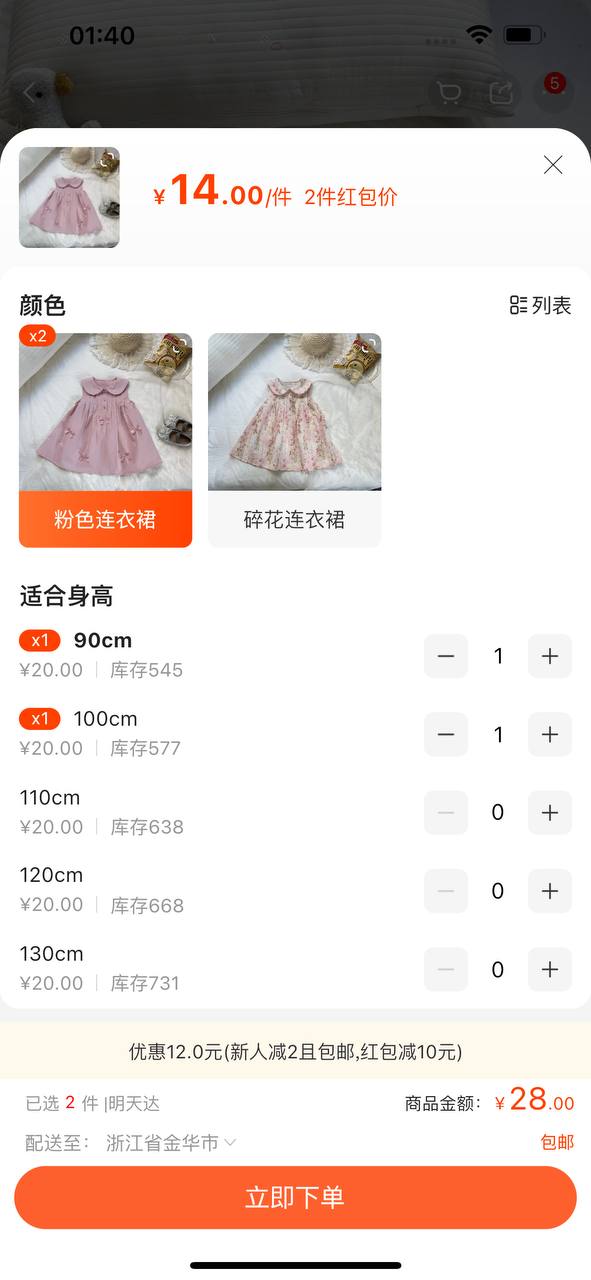 01:40
5
¥14.00/件 2件红包价
颜色
列表
x2
粉色连衣裙
碎花连衣裙
适合身高
x1 90cm
¥20.00 | 库存545
1
x1 100cm
¥20.00 | 库存577
1
110cm
¥20.00 | 库存638
0
120cm
¥20.00 | 库存668
0
130cm
¥20.00 | 库存731
0
优惠12.0元(新人减2且包邮,红包减10元)
已选 2 件 |明天达
商品金额: ¥28.00
配送至: 浙江省金华市
包邮
立即下单